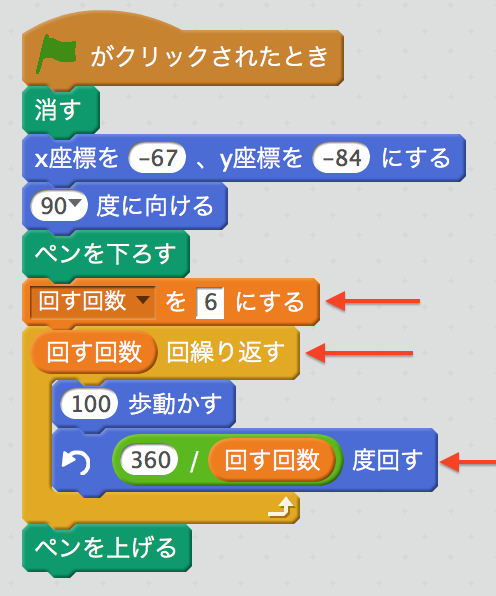 がクリックされたとき
消す
x座標を -67 、y座標を -84 にする
90 度に向ける
ペンを下ろす
回す回数 を 6 にする
回す回数 回繰り返す
100 歩動かす
360 / 回す回数 度回す
ペンを上げる